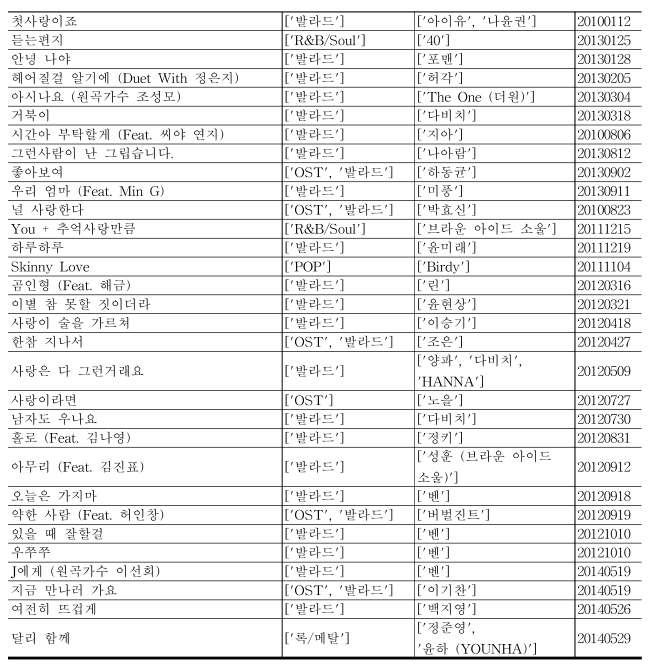 첫사랑이죠 ['발라드'] ['아이유', '나윤권'] 20100112
듣는편지 ['R&B/Soul'] ['40'] 20130125
안녕 나야 ['발라드'] ['포맨'] 20130128
헤어질걸 알기에 (Duet With 정은지) ['발라드'] ['허각'] 20130205
아시나요 (원곡가수 조성모) ['발라드'] ['The One (더원)'] 20130304
거북이 ['발라드'] ['다비치'] 20130318
시간아 부탁할게 (Feat. 씨야 연지) ['발라드'] ['지아'] 20100806
그런사람이 난 그립습니다. ['발라드'] ['나아람'] 20130812
좋아보여 ['OST', '발라드'] ['하동균'] 20130902
우리 엄마 (Feat. Min G) ['발라드'] ['미풍'] 20130911
널 사랑한다 ['OST', '발라드'] ['박효신'] 20100823
You + 추억사랑만큼 ['R&B/Soul'] ['브라운 아이드 소울'] 20111215
하루하루 ['발라드'] ['윤미래'] 20111219
Skinny Love ['POP'] ['Birdy'] 20111104
곰인형 (Feat. 해금) ['발라드'] ['린'] 20120316
이별 참 못할 짓이더라 ['발라드'] ['윤현상'] 20120321
사랑이 술을 가르쳐 ['발라드'] ['이승기'] 20120418
한참 지나서 ['OST', '발라드'] ['조은'] 20120427
사랑은 다 그런거래요 ['발라드'] ['양파', '다비치',
'HANNA'] 20120509
사랑이라면 ['OST'] ['노을'] 20120727
남자도 우나요 ['발라드'] ['다비치'] 20120730
홀로 (Feat. 김나영) ['발라드'] ['정키'] 20120831
아무리 (Feat. 김진표) ['발라드'] ['성훈 (브라운 아이드
소울)'] 20120912
오늘은 가지마 ['발라드'] ['벤'] 20120918
약한 사람 (Feat. 허인창) ['OST', '발라드'] ['버벌진트'] 20120919
있을 때 잘할걸 ['발라드'] ['벤'] 20121010
우쭈쭈 ['발라드'] ['벤'] 20121010
J에게 (원곡가수 이선희) ['발라드'] ['벤'] 20140519
지금 만나러 가요 ['OST', '발라드'] ['이기찬'] 20140519
여전히 뜨겁게 ['발라드'] ['백지영'] 20140526
달리 함께 ['록/메탈'] ['정준영',
'윤하 (YOUNHA)'] 20140529